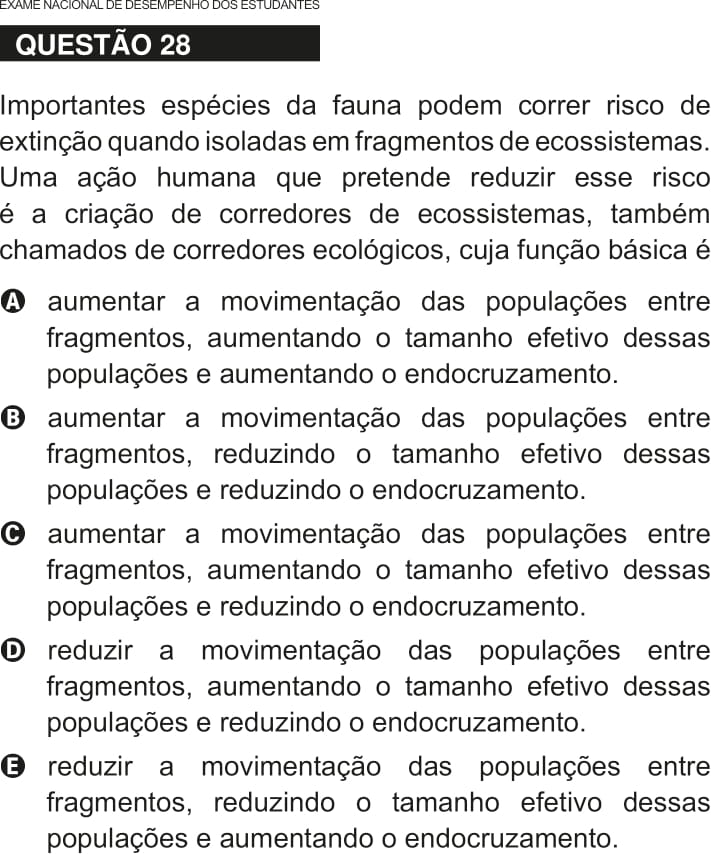 EXAME NACIONAL DE DESEMPENHO DOS ESTUDANTES
QUESTÃO 28
Importantes espécies da fauna podem correr risco de
extinção quando isoladas em fragmentos de ecossistemas.
Uma ação humana que pretende reduzir esse risco
é a criação de corredores de ecossistemas, também
chamados de corredores ecológicos, cuja função básica é
A aumentar a movimentação das populações entre
fragmentos, aumentando o tamanho efetivo dessas
populações e aumentando o endocruzamento.
B aumentar a movimentação das populações entre
fragmentos, reduzindo o tamanho efetivo dessas
populações e reduzindo o endocruzamento.
C aumentar a movimentação das populações entre
fragmentos, aumentando o tamanho efetivo dessas
populações e reduzindo o endocruzamento.
D reduzir a movimentação das populações entre
fragmentos, aumentando o tamanho efetivo dessas
populações e reduzindo o endocruzamento.
E reduzir a movimentação das populações entre
fragmentos, reduzindo o tamanho efetivo dessas
populações e aumentando o endocruzamento.